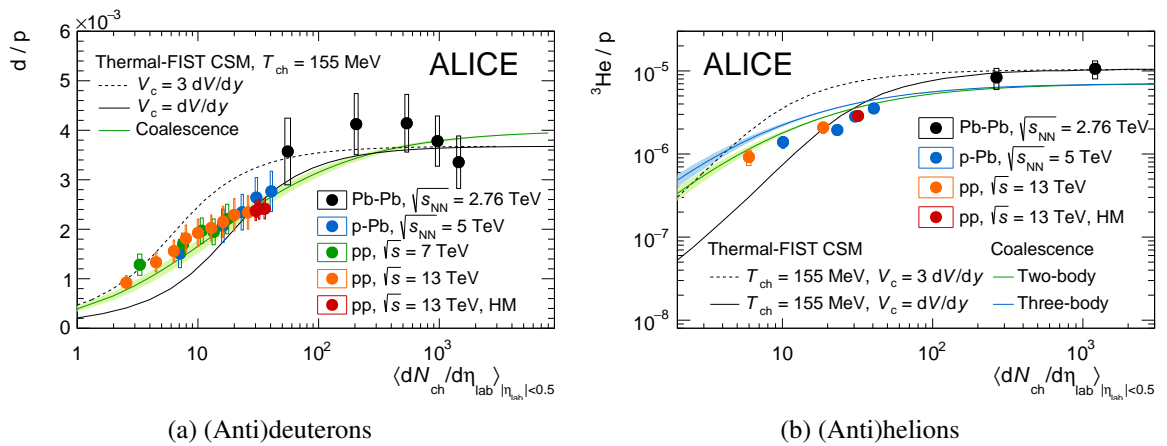 d / p
×10⁻³
6
5
4
3
2
1
0
Thermal-FIST CSM, T_ch = 155 MeV
V_c = 3 dV/dy
V_c = dV/dy
Coalescence
ALICE
Pb-Pb, √s_NN = 2.76 TeV
p-Pb, √s_NN = 5 TeV
pp, √s = 7 TeV
pp, √s = 13 TeV
pp, √s = 13 TeV, HM
1 10 10² 10³
⟨dN_ch/dη_lab⟩_|η_lab|<0.5
(a) (Anti)deuterons
³He / p
10⁻⁵
10⁻⁶
10⁻⁷
10⁻⁸
ALICE
Pb-Pb, √s_NN = 2.76 TeV
p-Pb, √s_NN = 5 TeV
pp, √s = 13 TeV
pp, √s = 13 TeV, HM
Thermal-FIST CSM
T_ch = 155 MeV, V_c = 3 dV/dy
T_ch = 155 MeV, V_c = dV/dy
Coalescence
Two-body
Three-body
10 10² 10³
⟨dN_ch/dη_lab⟩_|η_lab|<0.5
(b) (Anti)helions